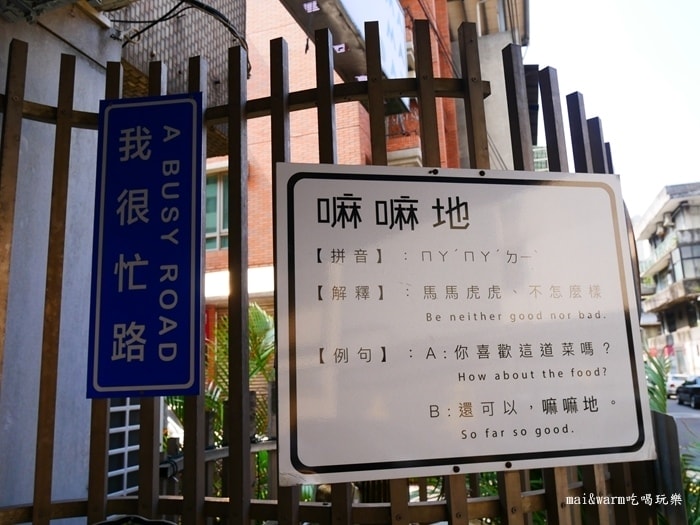 我很忙路
A BUSY ROAD
嘛嘛地
【拼音】：ㄇㄚˊㄇㄚˊㄉㄧˋ
【解釋】：馬馬虎虎、不怎麼樣
Be neither good nor bad.
【例句】：A:你喜歡這道菜嗎？
How about the food?
B:還可以，嘛嘛地。
So far so good.
mai&warm吃喝玩樂